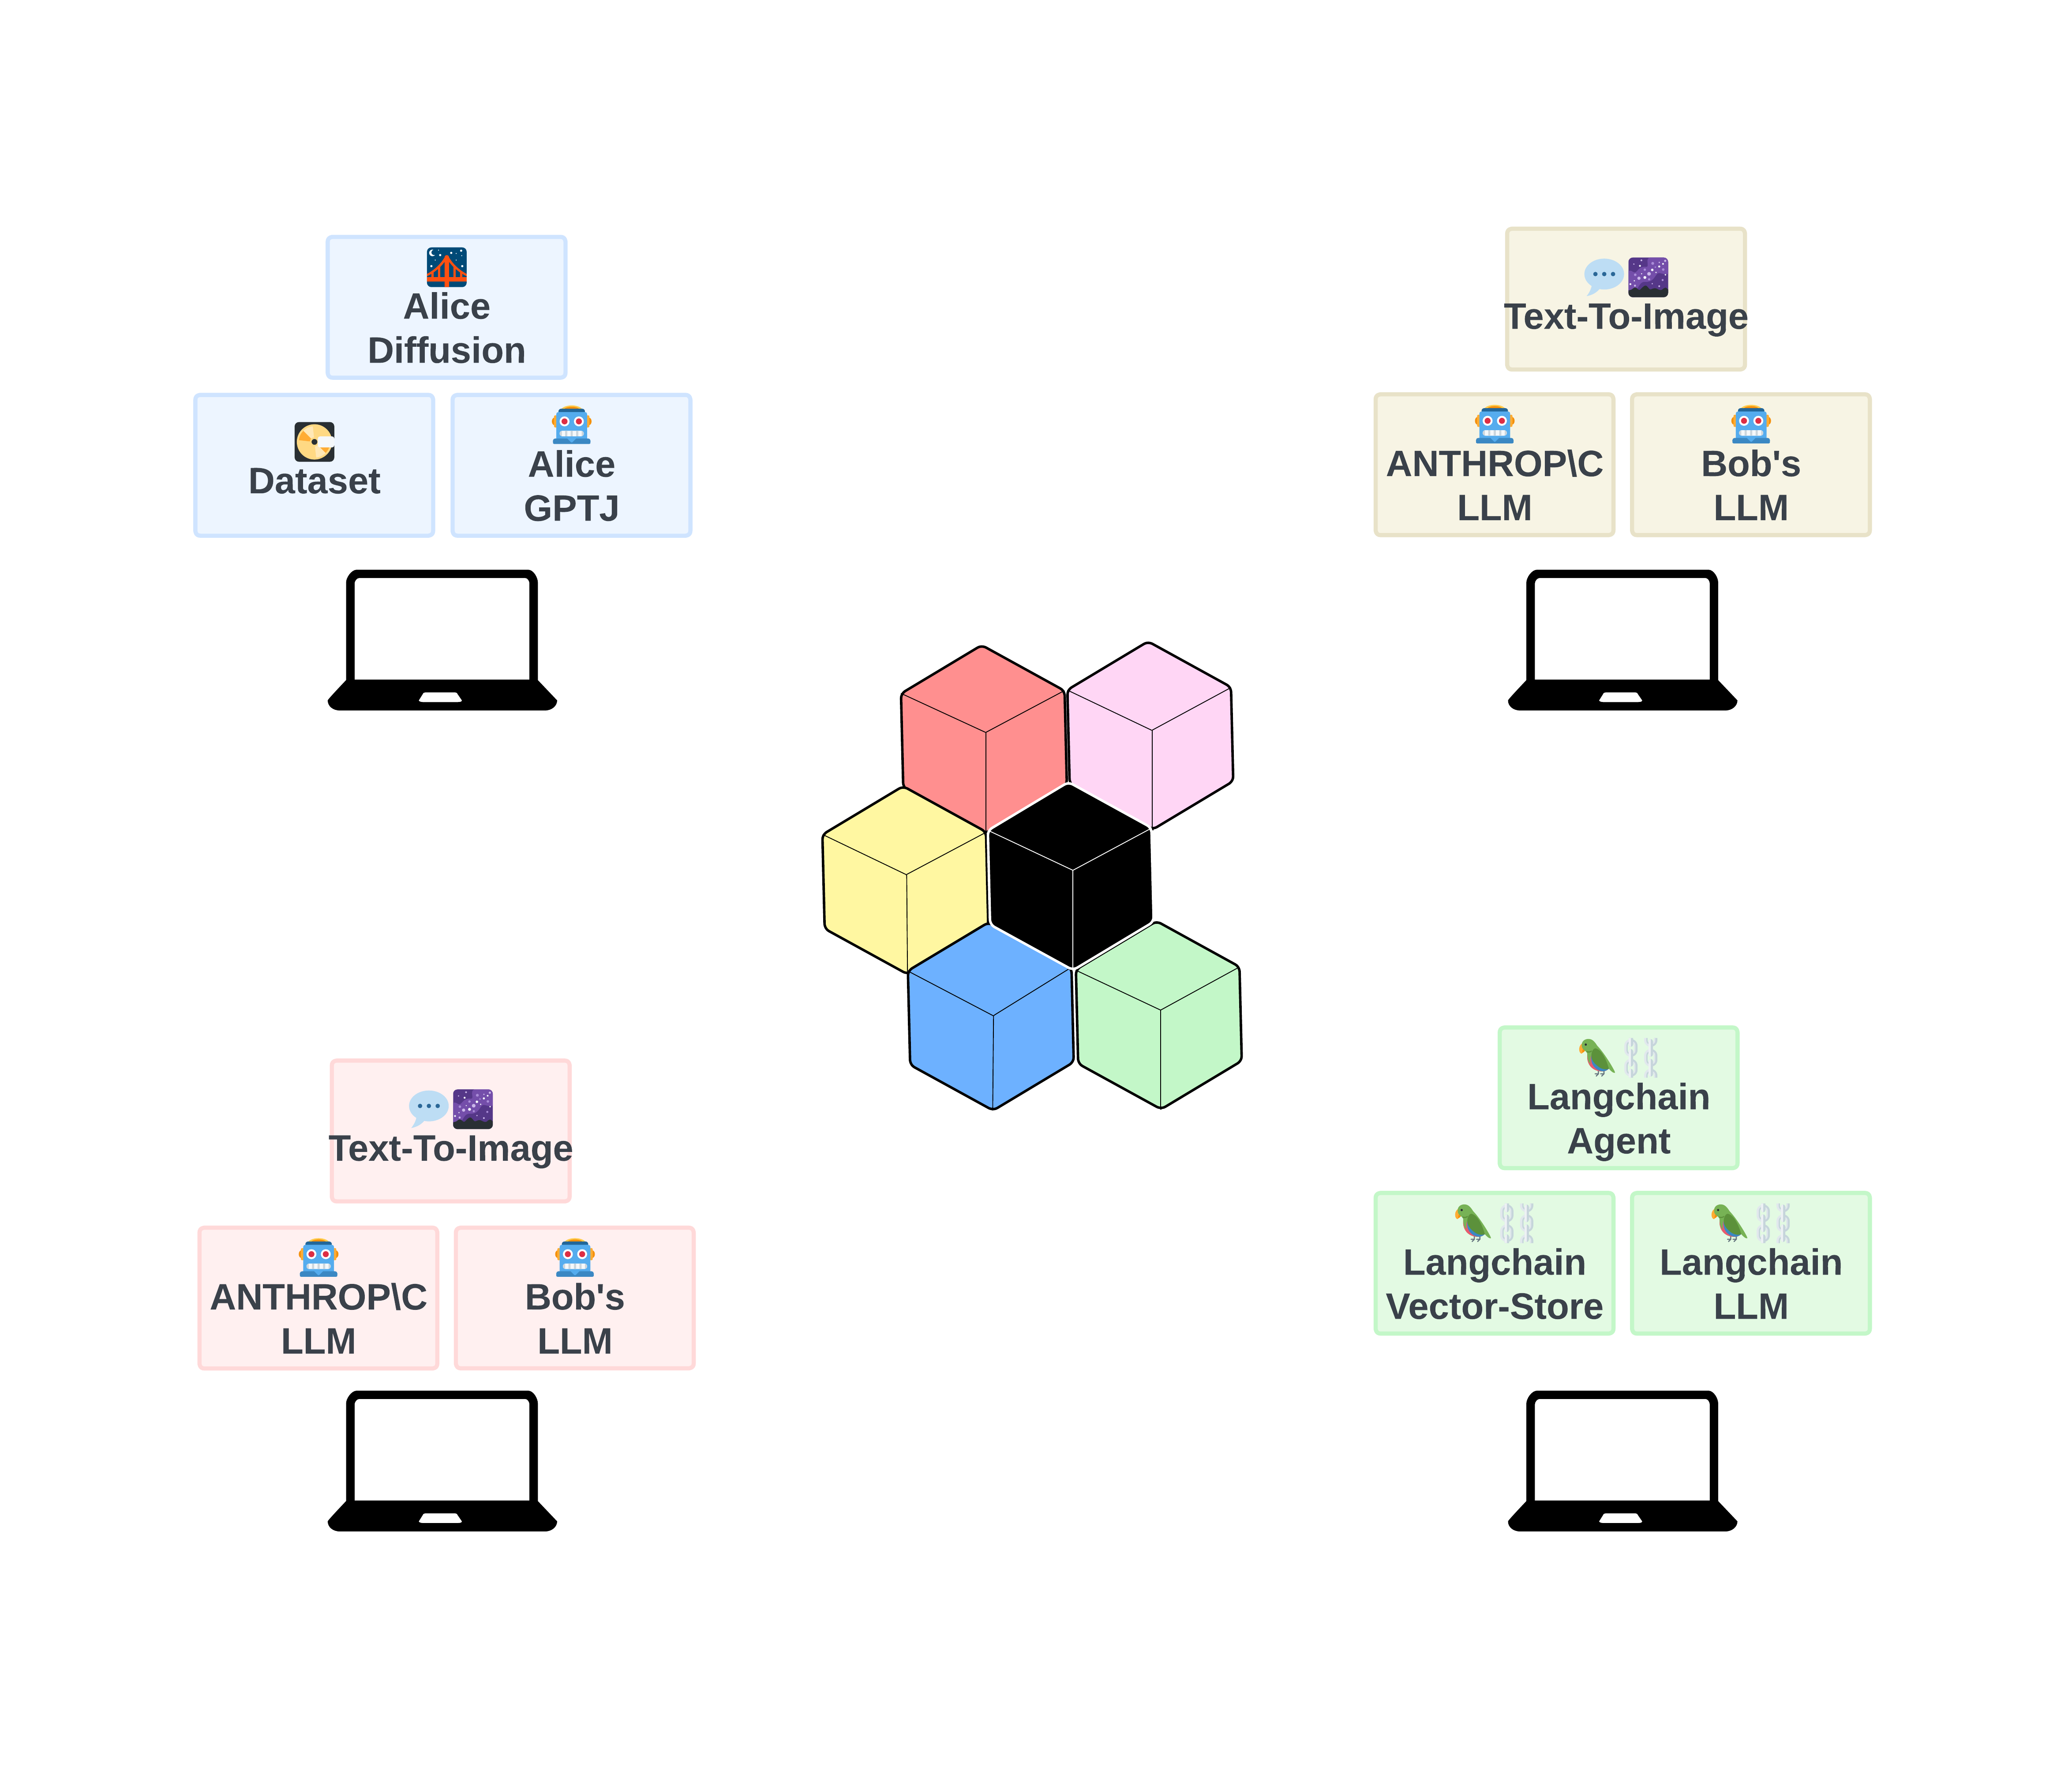 Alice
Diffusion
Dataset
Alice
GPTJ
Text-To-Image
ANTHROP\C
LLM
Bob's
LLM
Text-To-Image
ANTHROP\C
LLM
Bob's
LLM
Langchain
Agent
Langchain
Vector-Store
Langchain
LLM